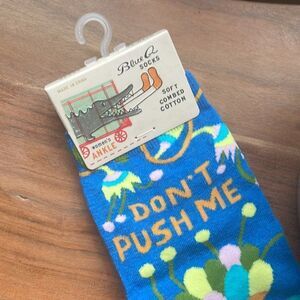 MADE IN CHINA
Blue Q
SOCKS
SOFT
COMBED
COTTON
WOMEN'S
ANKLE
DON'T
PUSH ME